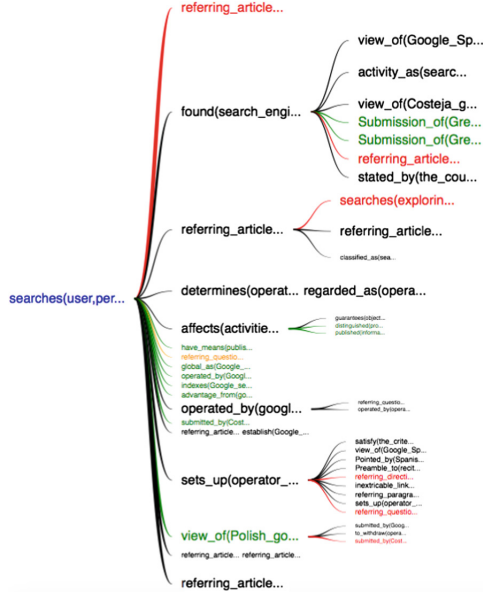 referring_article...
view_of(Google_Sp...
activity_as(searc...
found(search_engi...
view_of(Costeja_g...
Submission_of(Gre...
Submission_of(Gre...
referring_article...
stated_by(the_cou...
searches(explorin...
referring_article... referring_article...
classified_as(sea...
determines(operat... regarded_as(opera...
searches(user,per...
affects(activitie...
guarantees(object...
distinguished(pro...
published(informa...
have_means(publis...
referring_questio...
global_as(Google_...
operated_by(Googl...
indexes(Google_se...
advantage_from(go...
operated_by(googl...
referring_questio...
operated_by(opera...
submitted_by(Cost...
referring_article... establish(Google_...
satisfy(the_crite...
view_of(Google_Sp...
Pointed_by(Spanis...
Preamble_to(recit...
sets_up(operator_...
referring_directi...
inextricable_link...
referring_paragra...
sets_up(operator_...
referring_questio...
view_of(Polish_go...
submitted_by(Goog...
to_withdraw(opera...
submitted_by(Cost...
referring_article... referring_article...
referring_article...